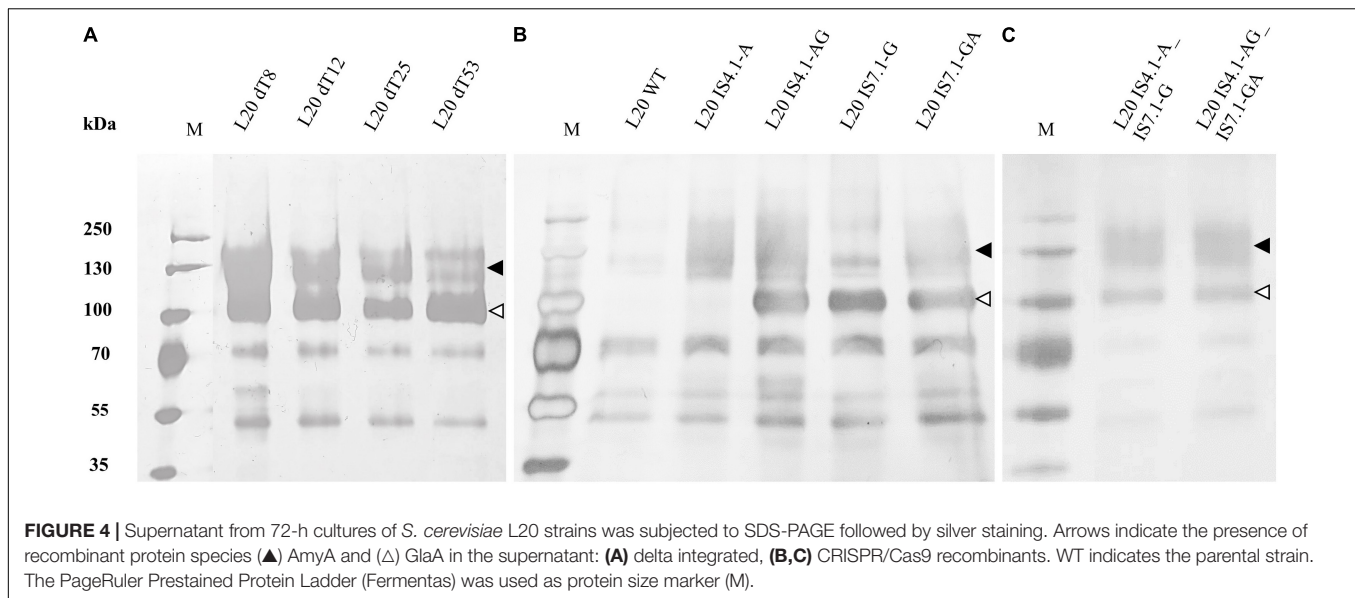 A
B
C
L20 dT8
L20 dT12
L20 dT25
L20 dT53
L20 WT
L20 IS4.1-A
L20 IS4.1-AG
L20 IS7.1-G
L20 IS7.1-GA
L20 IS4.1-A_
IS7.1-G
L20 IS4.1-AG_
IS7.1-GA
kDa
M
M
M
250
130
100
70
55
35
FIGURE 4 | Supernatant from 72-h cultures of S. cerevisiae L20 strains was subjected to SDS-PAGE followed by silver staining. Arrows indicate the presence of
recombinant protein species (▲) AmyA and (△) GlaA in the supernatant: (A) delta integrated, (B,C) CRISPR/Cas9 recombinants. WT indicates the parental strain.
The PageRuler Prestained Protein Ladder (Fermentas) was used as protein size marker (M).